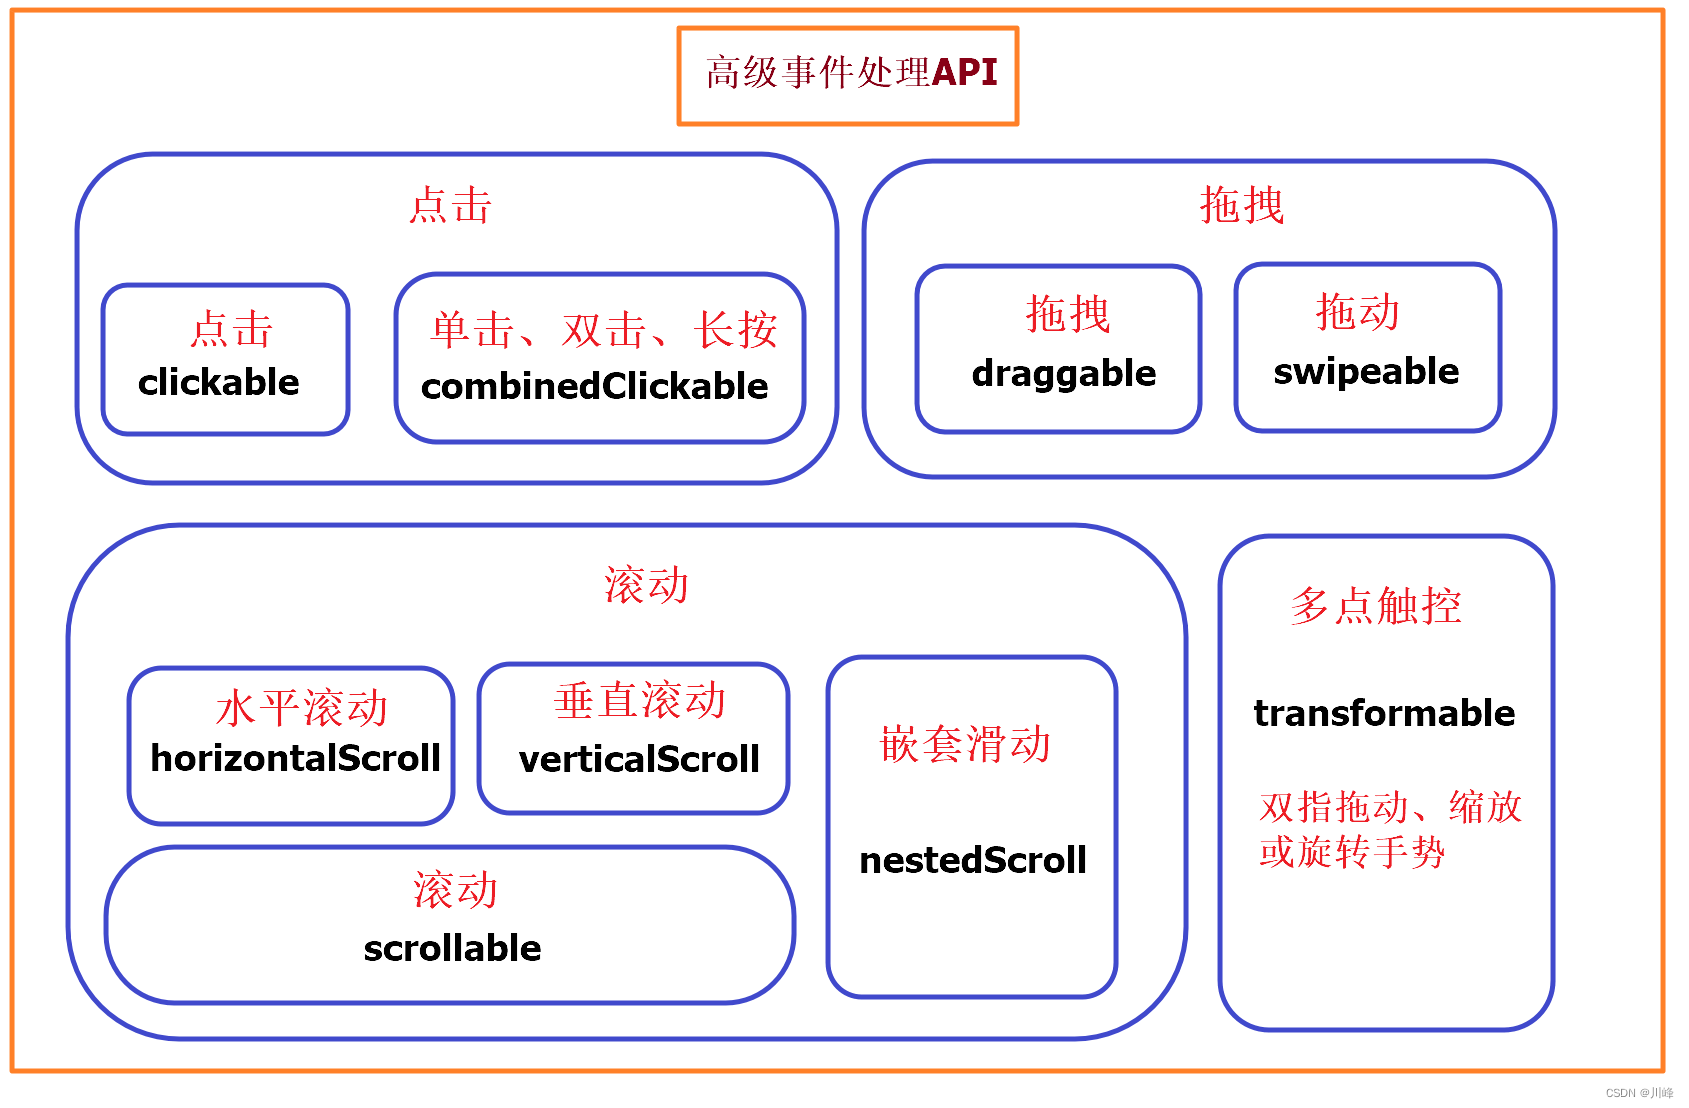 高级事件处理API
点击
点击
clickable
单击、双击、长按
combinedClickable
拖拽
拖拽
draggable
拖动
swipeable
滚动
水平滚动
horizontalScroll
垂直滚动
verticalScroll
嵌套滑动
nestedScroll
滚动
scrollable
多点触控
transformable
双指拖动、缩放
或旋转手势
CSDN @川峰